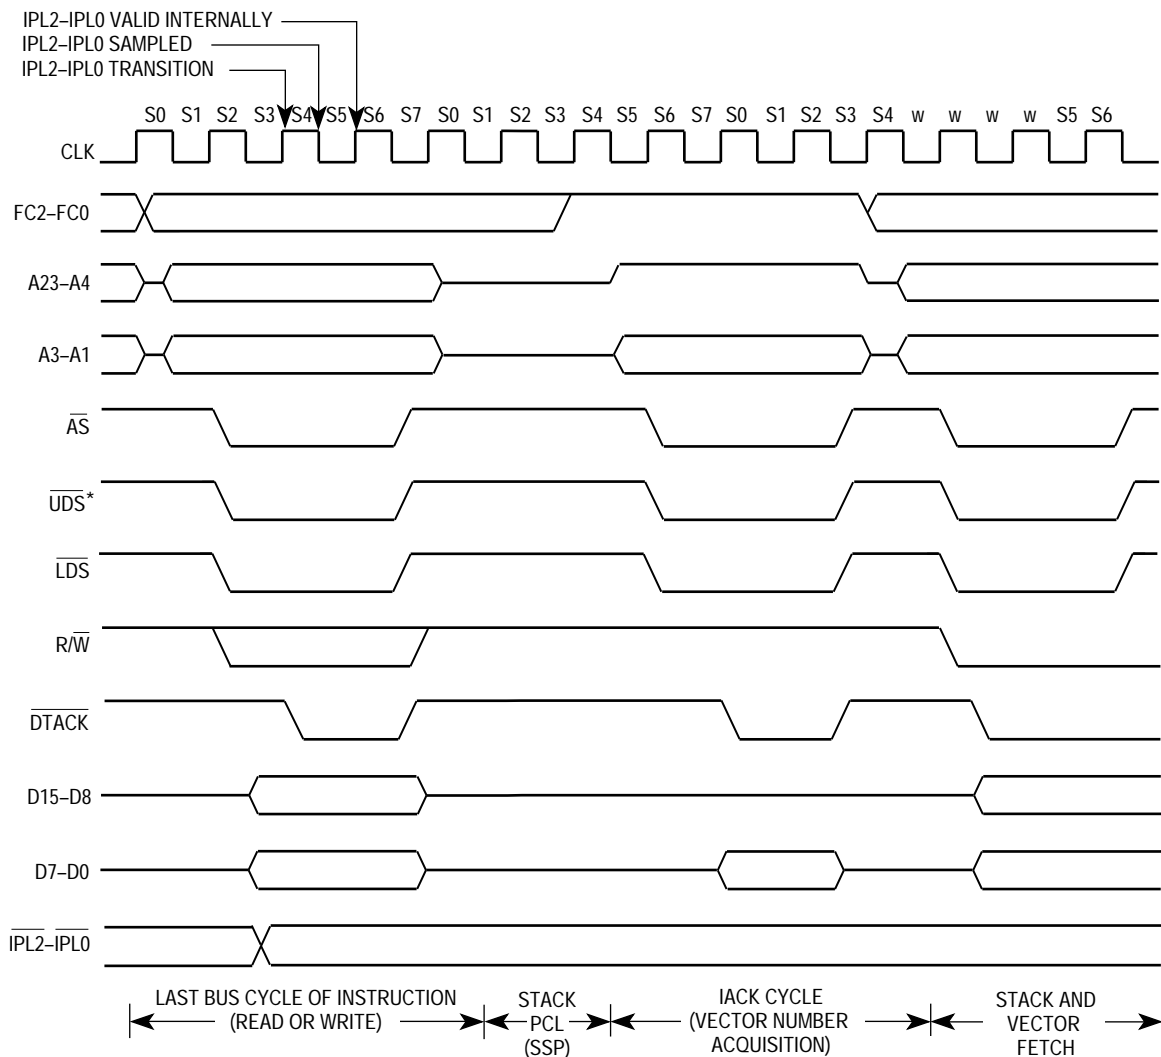 IPL2–IPL0 VALID INTERNALLY
IPL2–IPL0 SAMPLED
IPL2–IPL0 TRANSITION
S0 S1 S2 S3 S4 S5 S6 S7 S0 S1 S2 S3 S4 S5 S6 S7 S0 S1 S2 S3 S4 w w w w S5 S6
CLK
FC2–FC0
A23–A4
A3–A1
AS
UDS*
LDS
R/W
DTACK
D15–D8
D7–D0
IPL2–IPL0
LAST BUS CYCLE OF INSTRUCTION
(READ OR WRITE)
STACK
PCL
(SSP)
IACK CYCLE
(VECTOR NUMBER
ACQUISITION)
STACK AND
VECTOR
FETCH